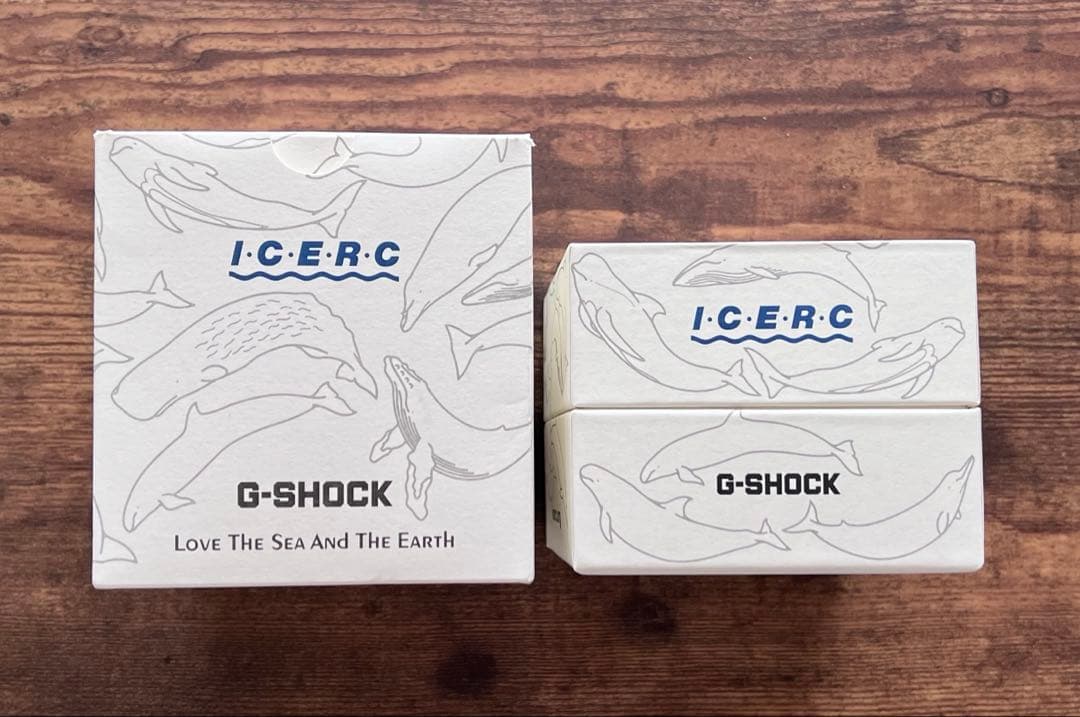 I·C·E·R·C
G-SHOCK
Love The Sea And The Earth
I·C·E·R·C
G-SHOCK